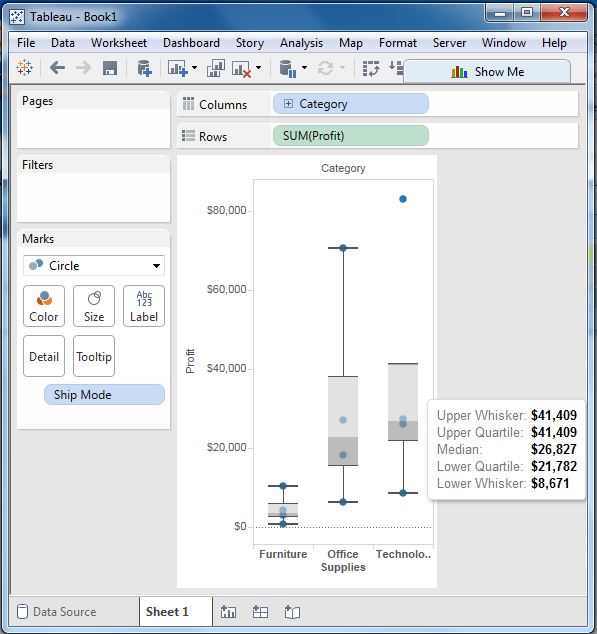 Tableau - Book1
File Data Worksheet Dashboard Story Analysis Map Format Server Window Help
Show Me
Pages
Columns Category
Rows SUM(Profit)
Filters
Marks
Circle
Color Size Abc 123 Label
Detail Tooltip
Ship Mode
Category
$80,000
$60,000
$40,000
$20,000
$0
Profit
Furniture Office Supplies Technolo..
Upper Whisker: $41,409
Upper Quartile: $41,409
Median: $26,827
Lower Quartile: $21,782
Lower Whisker: $8,671
Data Source Sheet 1